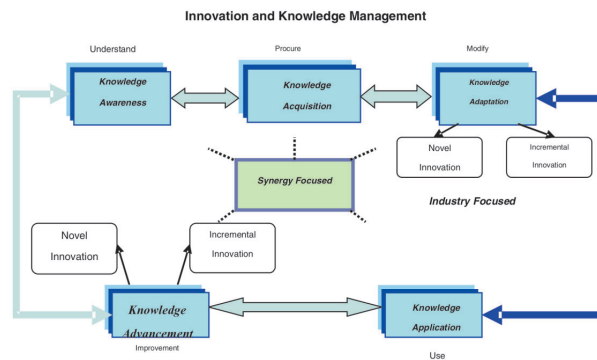 Innovation and Knowledge Management
Understand
Procure
Modify
Knowledge
Awareness
Knowledge
Acquisition
Knowledge
Adaptation
Novel
Innovation
Incremental
Innovation
Synergy Focused
Industry Focused
Novel
Innovation
Incremental
Innovation
Knowledge
Advancement
Improvement
Knowledge
Application
Use